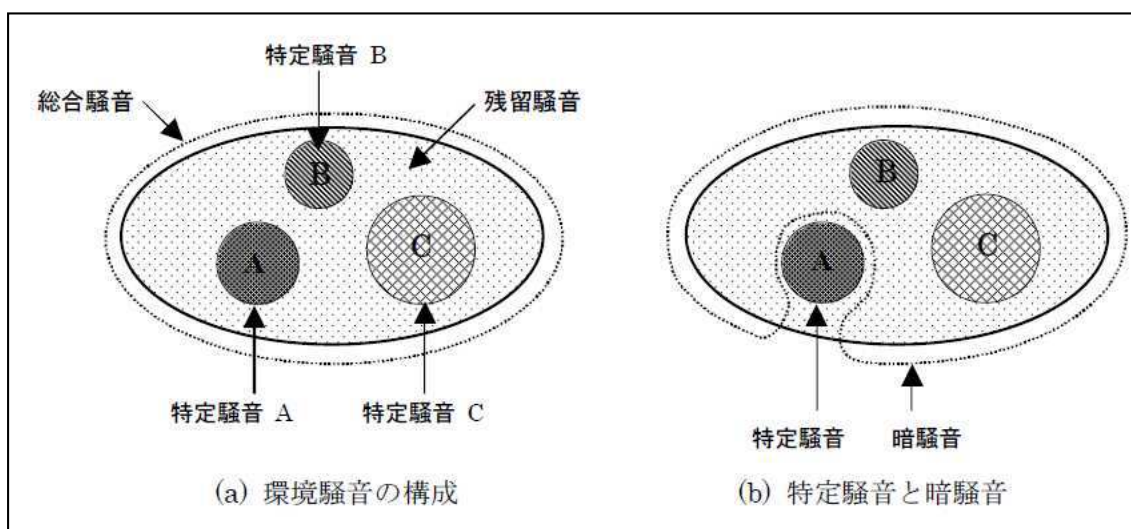 特定騒音 B
総合騒音
残留騒音
B
A
C
特定騒音 A
特定騒音 C
(a) 環境騒音の構成
B
A
C
特定騒音
暗騒音
(b) 特定騒音と暗騒音